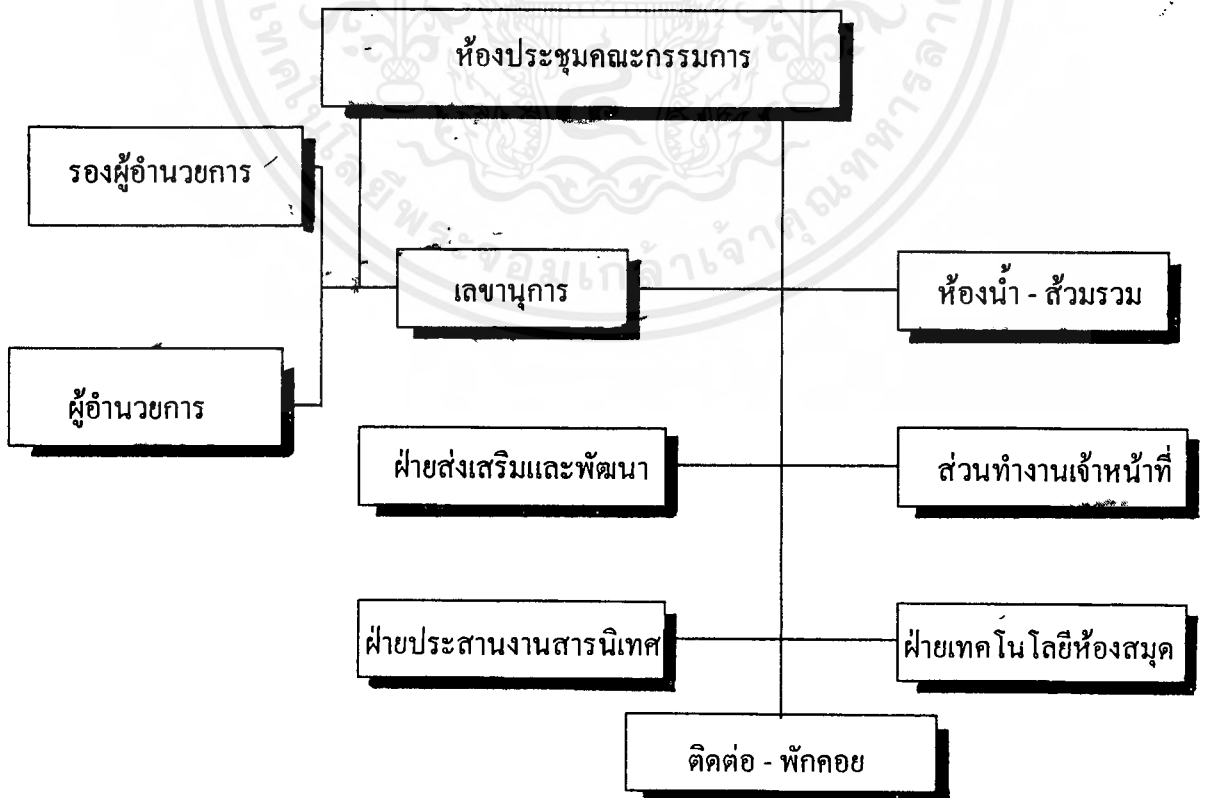 ห้องประชุมคณะกรรมการ
รองผู้อำนวยการ
เลขานุการ
ห้องน้ำ - ส้วมรวม
ผู้อำนวยการ
ฝ่ายส่งเสริมและพัฒนา
ส่วนทำงานเจ้าหน้าที่
ฝ่ายประสานงานสารนิเทศ
ฝ่ายเทคโนโลยีห้องสมุด
ติดต่อ - พักคอย